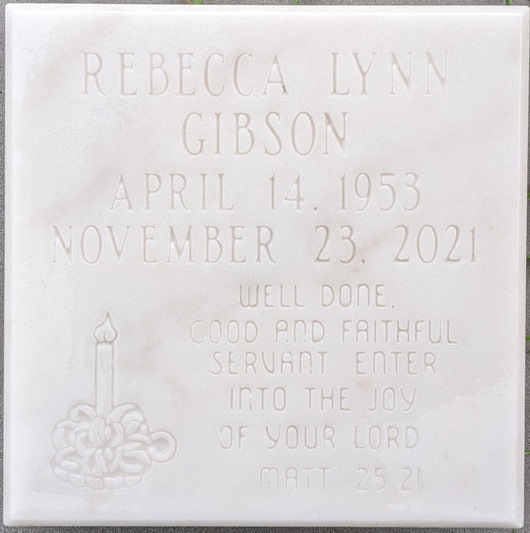 REBECCA LYNN
GIBSON
APRIL 14, 1953
NOVEMBER 23, 2021
WELL DONE,
GOOD AND FAITHFUL
SERVANT ENTER
INTO THE JOY
OF YOUR LORD
MATT 25:21